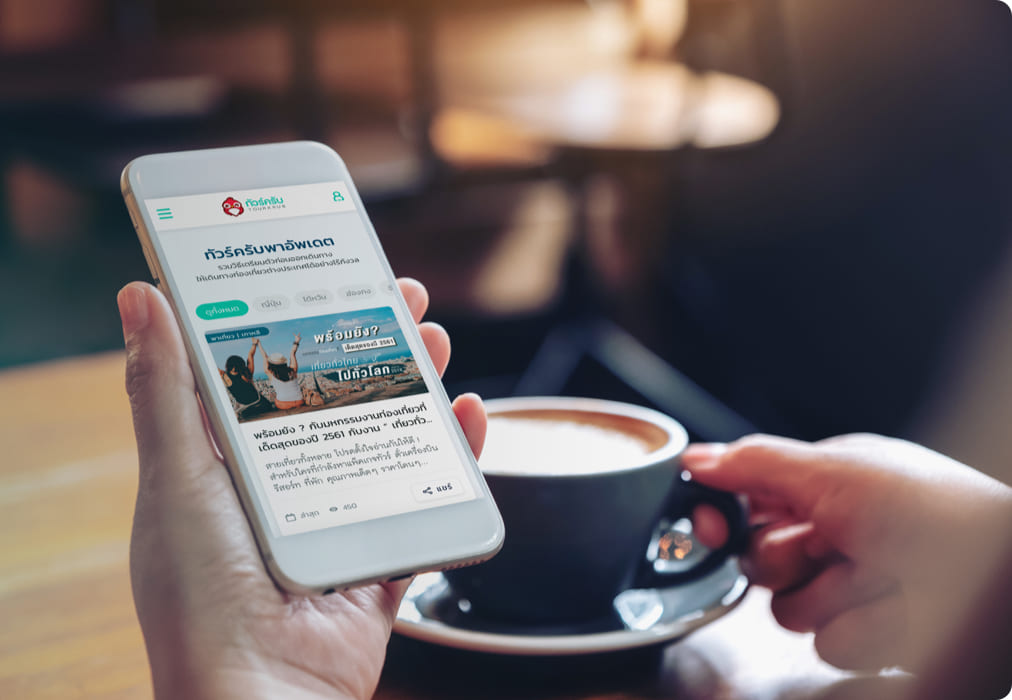 ทัวร์ครับ
TOURKRUB
ทัวร์ครับพาอัพเดต
รวมวิธีเตรียมตัวก่อนออกเดินทาง
ให้เดินทางท่องเที่ยวต่างประเทศได้อย่างไร้กังวล
ดูทั้งหมด ญี่ปุ่น ไต้หวัน ฮ่องกง
พาเที่ยว | เกาหลี
พร้อมยัง?
เด็ดสุดของปี 2561
เที่ยวทั่วไทย
ไปทั่วโลก
พร้อมยัง ? กับมหกรรมงานท่องเที่ยวที่
เด็ดสุดของปี 2561 กับงาน “ เที่ยวทั่ว...
สายเที่ยวทั้งหลาย โปรดตั้งใจอ่านกันให้ดี !
สำหรับใครที่กำลังหาแพ็คเกจทัวร์ ตั๋วเครื่องบิน
รีสอร์ท ที่พัก คุณภาพเด็ดๆ ราคาโดนๆ...
แชร์
ล่าสุด 450